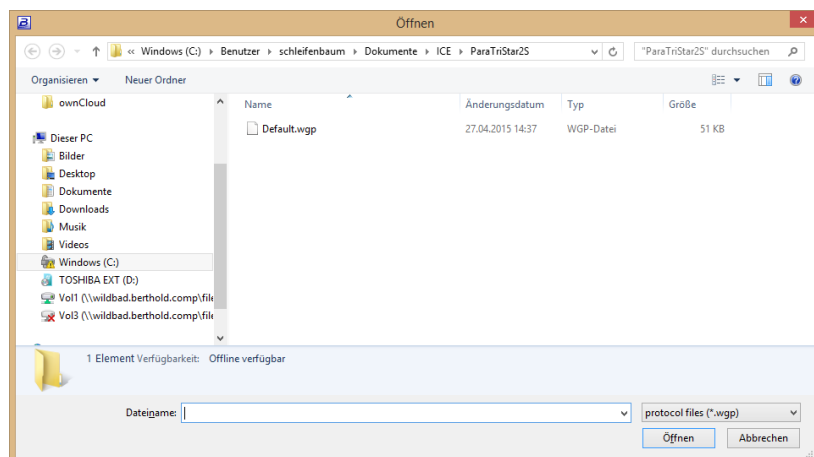 Öffnen
« Windows (C:) Benutzer schleifenbaum Dokumente ICE ParaTriStar2S
"ParaTriStar2S" durchsuchen
Organisieren Neuer Ordner
ownCloud
Dieser PC
Bilder
Desktop
Dokumente
Downloads
Musik
Videos
Windows (C:)
TOSHIBA EXT (D:)
Vol1 (\\wildbad.berthold.comp\file
Vol3 (\\wildbad.berthold.comp\file
Name Änderungsdatum Typ Größe
Default.wgp 27.04.2015 14:37 WGP-Datei 51 KB
1 Element Verfügbarkeit: Offline verfügbar
Dateiname:
protocol files (*.wgp)
Öffnen Abbrechen